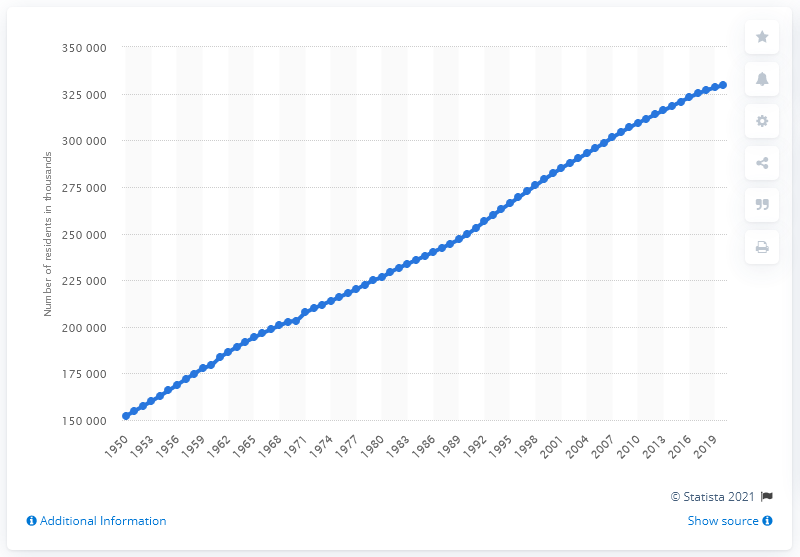 350 000
325 000
300 000
275 000
250 000
225 000
200 000
175 000
150 000
Number of residents in thousands
1950 1953 1956 1959 1962 1965 1968 1971 1974 1977 1980 1983 1986 1989 1992 1995 1998 2001 2004 2007 2010 2013 2016 2019
© Statista 2021
Additional Information
Show source